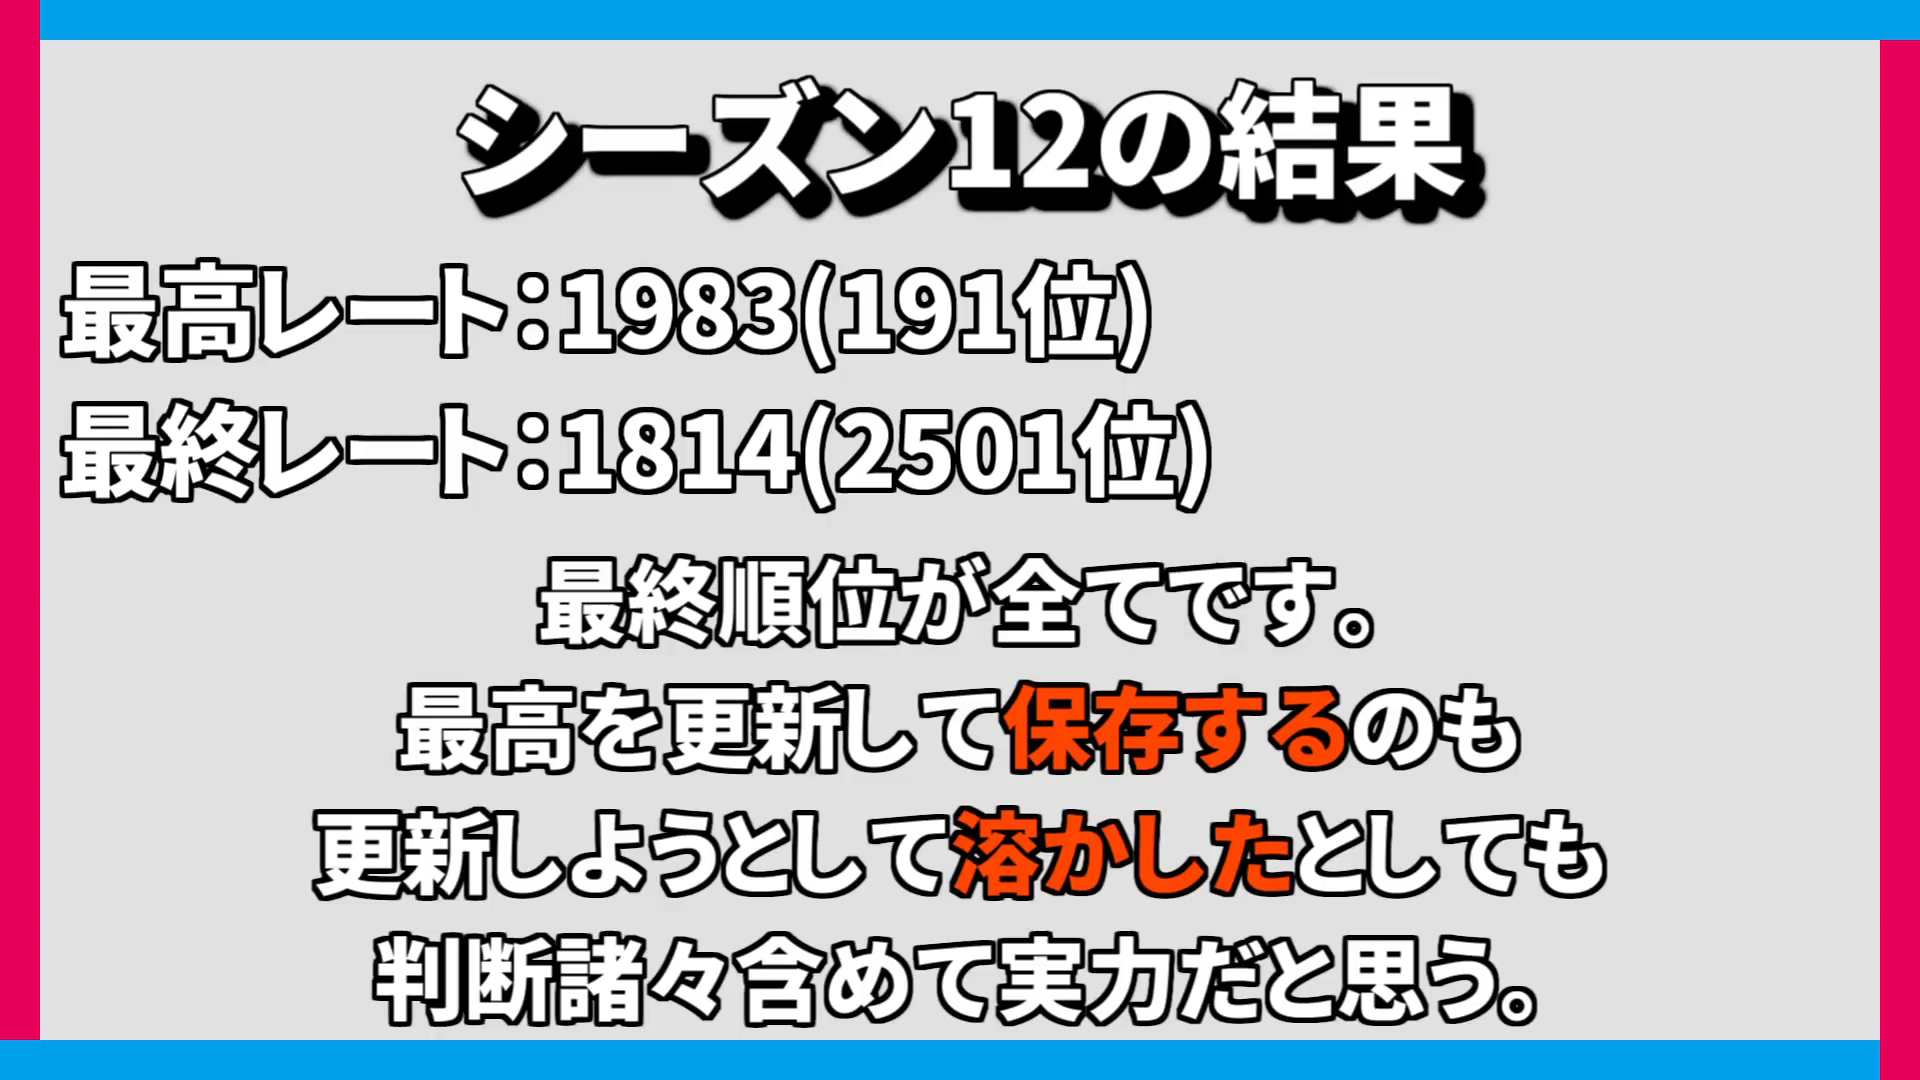 シーズン12の結果
最高レート：1983(191位)
最終レート：1814(2501位)
最終順位が全てです。
最高を更新して保存するのも
更新しようとして溶かしたとしても
判断諸々含めて実力だと思う。